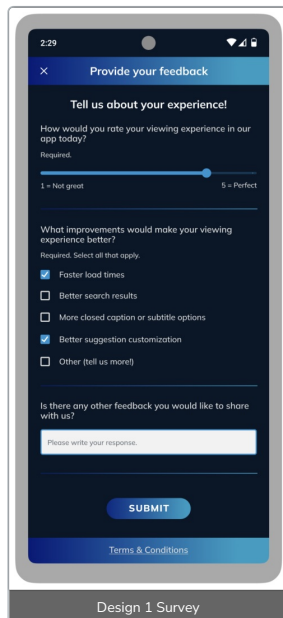 2:29
Provide your feedback
Tell us about your experience!
How would you rate your viewing experience in our
app today?
Required.
1 = Not great 5 = Perfect
What improvements would make your viewing
experience better?
Required. Select all that apply.
Faster load times
Better search results
More closed caption or subtitle options
Better suggestion customization
Other (tell us more!)
Is there any other feedback you would like to share
with us?
Please write your response.
SUBMIT
Terms & Conditions
Design 1 Survey